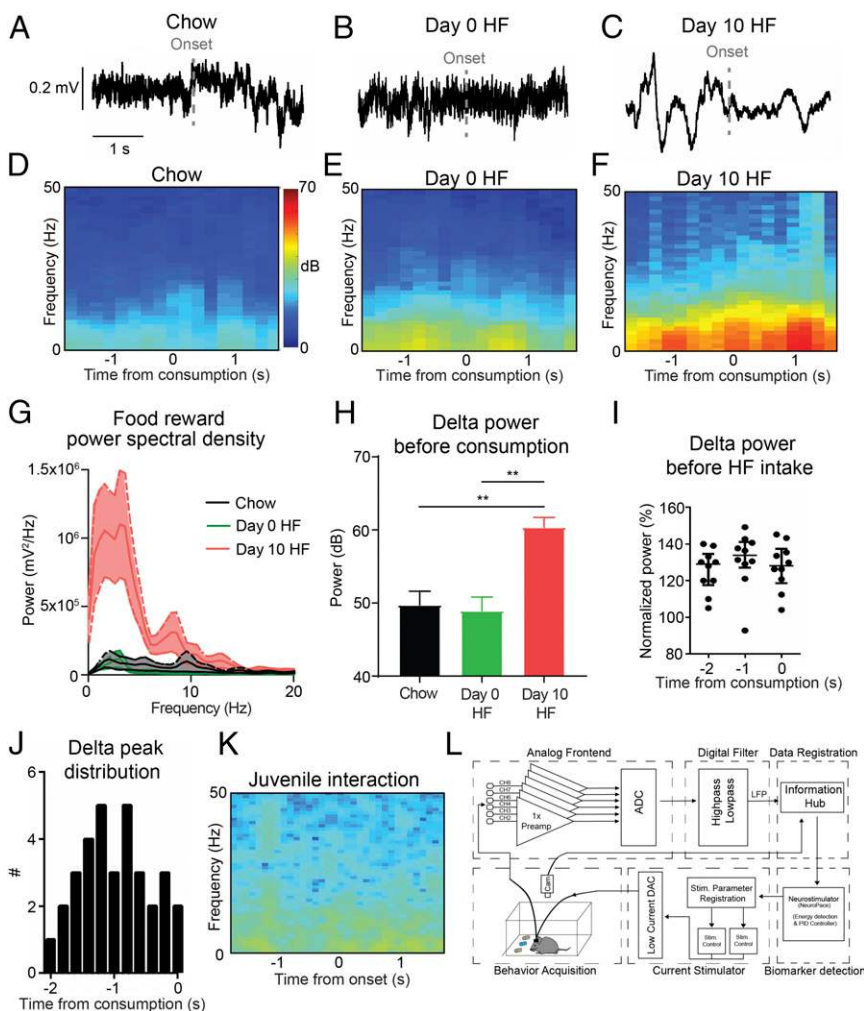 A
Chow
Onset
0.2 mV
1 s
B
Day 0 HF
Onset
C
Day 10 HF
Onset
D
Chow
50
Frequency (Hz)
0
-1 0 1
Time from consumption (s)
70
dB
0
E
Day 0 HF
50
Frequency (Hz)
0
-1 0 1
Time from consumption (s)
F
Day 10 HF
50
Frequency (Hz)
0
-1 0 1
Time from consumption (s)
G
Food reward
power spectral density
1.5x10⁶
10⁶
5x10⁵
0
Power (mV²/Hz)
Chow
Day 0 HF
Day 10 HF
0 10 20
Frequency (Hz)
H
Delta power
before consumption
70
60
50
40
Power (dB)
**
**
Chow
Day 0
HF
Day 10
HF
I
Delta power
before HF intake
160
140
120
100
80
Normalized power (%)
-2 -1 0
Time from consumption (s)
J
Delta peak
distribution
6
4
2
0
#
-2 -1 0
Time from consumption (s)
K
Juvenile interaction
50
Frequency (Hz)
0
-1 0 1
Time from onset (s)
L
Analog Frontend
CH8
CH7
CH6
CH4
CH3
CH2
1x
Preamp
ADC
Digital Filter
Highpass
Lowpass
LFP
Data Registration
Information
Hub
Cam
Behavior Acquisition
Low Current DAC
Stim. Parameter
Registration
Stim.
Control
Stim
Control
Current Stimulator
Neurostimulator
(NeuroPace)
(Energy detection
& PID Controller)
Biomarker detection